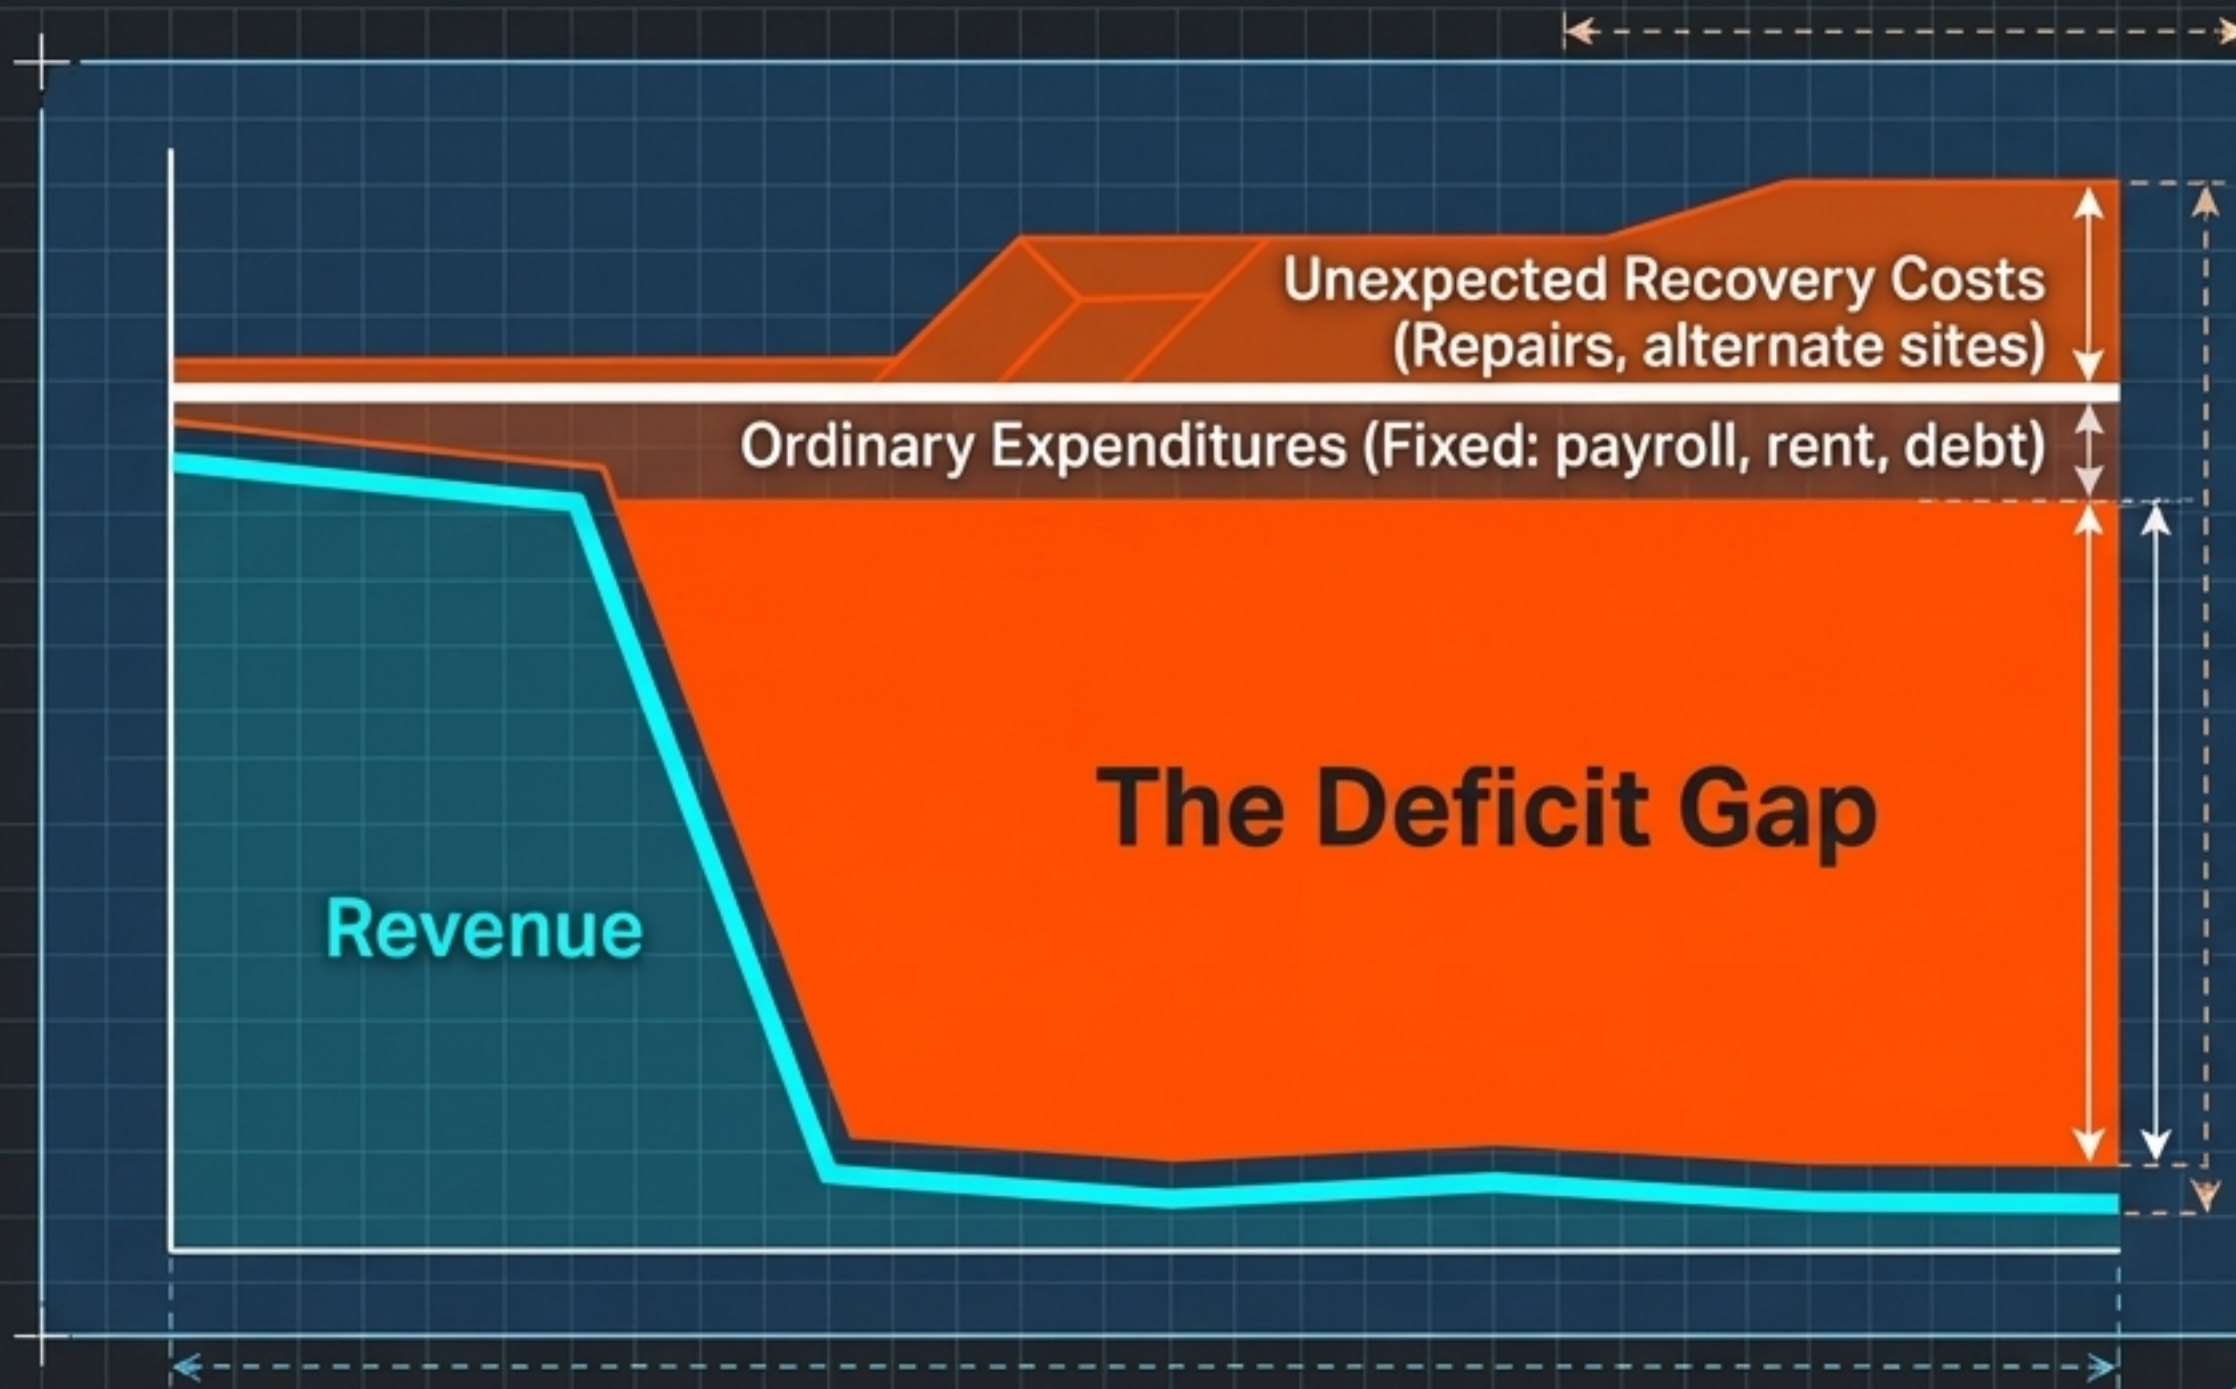 Unexpected Recovery Costs
(Repairs, alternate sites)
Ordinary Expenditures (Fixed: payroll, rent, debt)
The Deficit Gap
Revenue